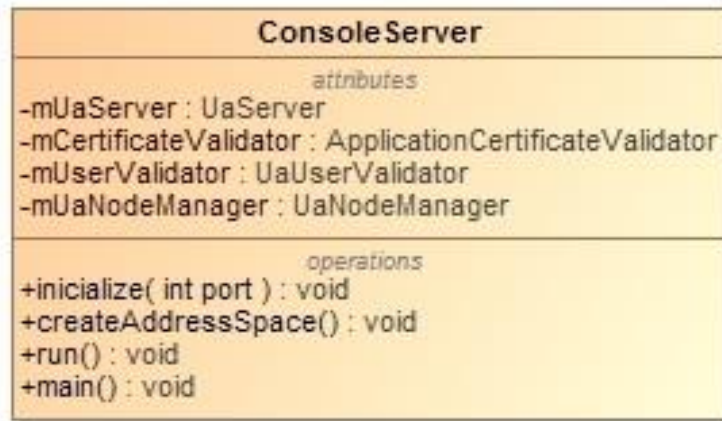 ConsoleServer
attributes
-mUaServer : UaServer
-mCertificateValidator : ApplicationCertificateValidator
-mUserValidator : UaUserValidator
-mUaNodeManager : UaNodeManager
operations
+inicialize( int port ) : void
+createAddressSpace() : void
+run() : void
+main() : void